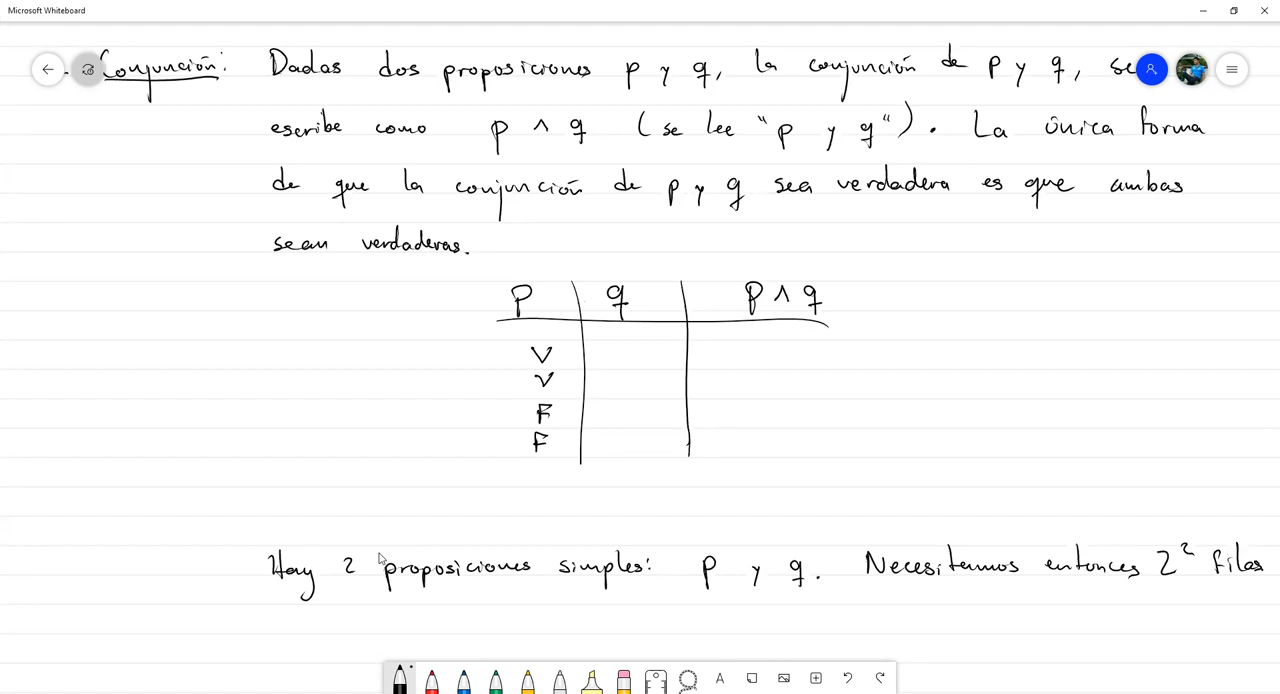 Microsoft Whiteboard
Conjunción: Dadas dos proposiciones p y q, la conjunción de p y q, se
escribe como p ∧ q (se lee "p y q"). La única forma
de que la conjunción de p y q sea verdadera es que ambas
sean verdaderas.
p q p ∧ q
V
V
F
F
Hay 2 proposiciones simples: p y q. Necesitamos entonces 2² filas
A